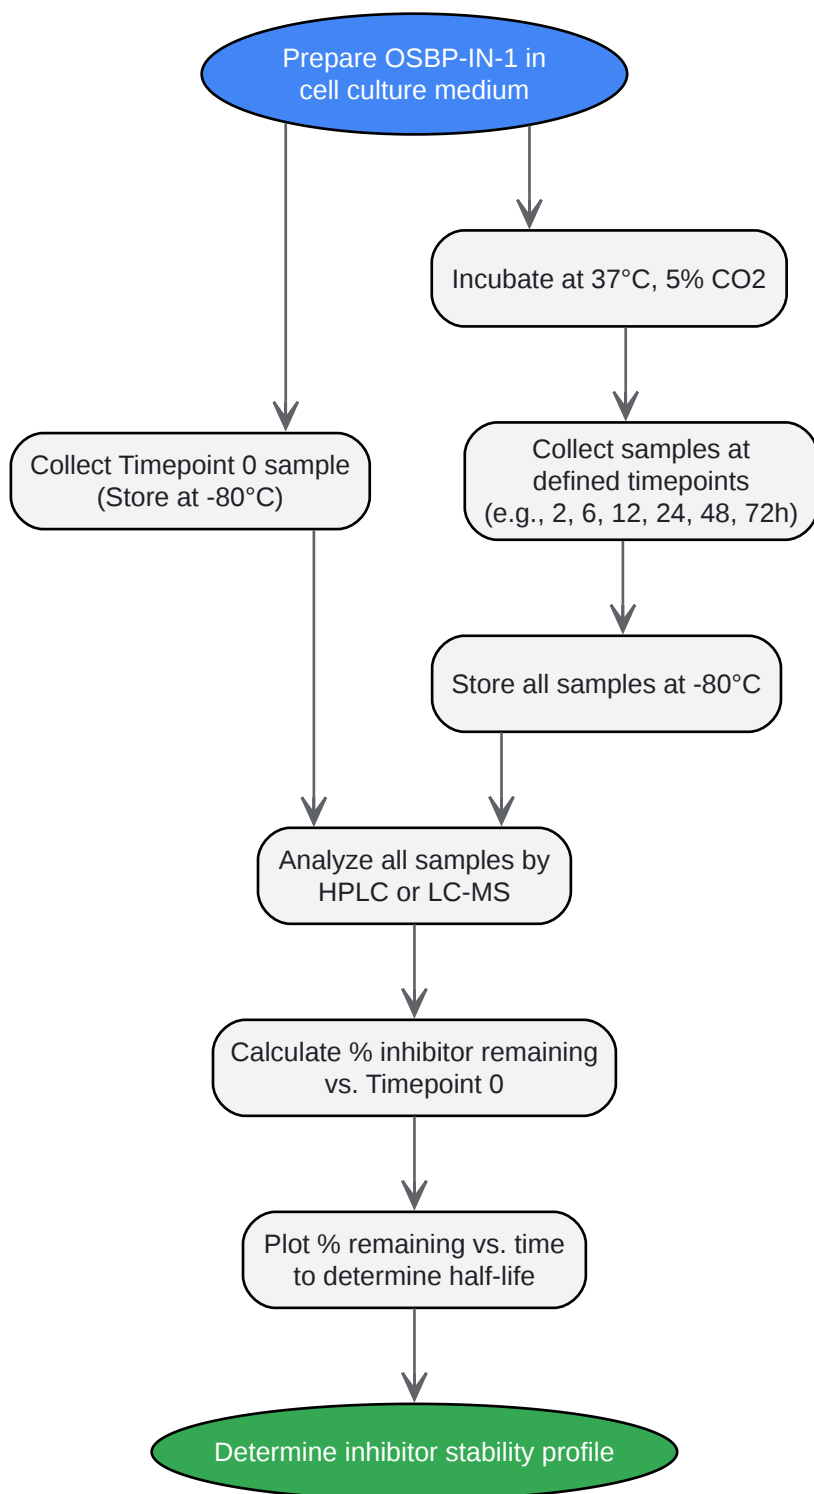 Prepare OSBP-IN-1 in
cell culture medium
Incubate at 37°C, 5% CO2
Collect Timepoint 0 sample
(Store at -80°C)
Collect samples at
defined timepoints
(e.g., 2, 6, 12, 24, 48, 72h)
Store all samples at -80°C
Analyze all samples by
HPLC or LC-MS
Calculate % inhibitor remaining
vs. Timepoint 0
Plot % remaining vs. time
to determine half-life
Determine inhibitor stability profile